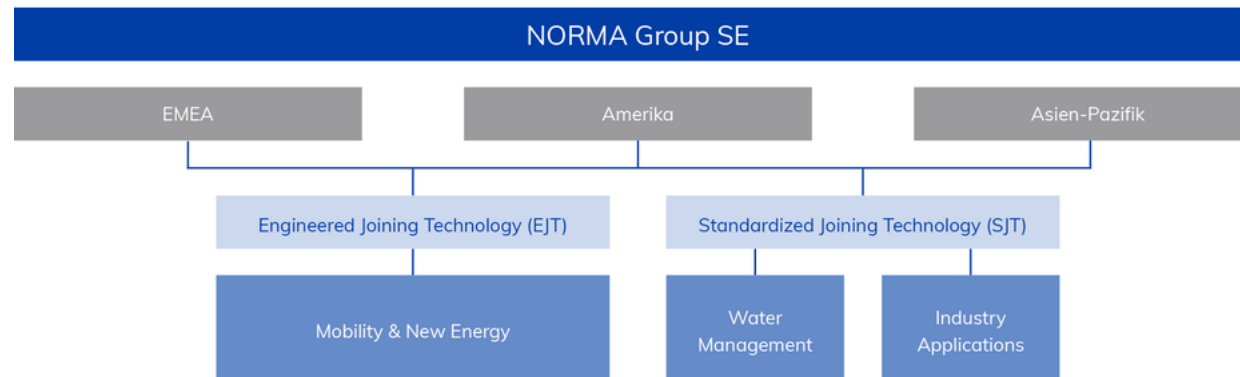 NORMA Group SE
EMEA
Amerika
Asien-Pazifik
Engineered Joining Technology (EJT)
Standardized Joining Technology (SJT)
Mobility & New Energy
Water
Management
Industry
Applications